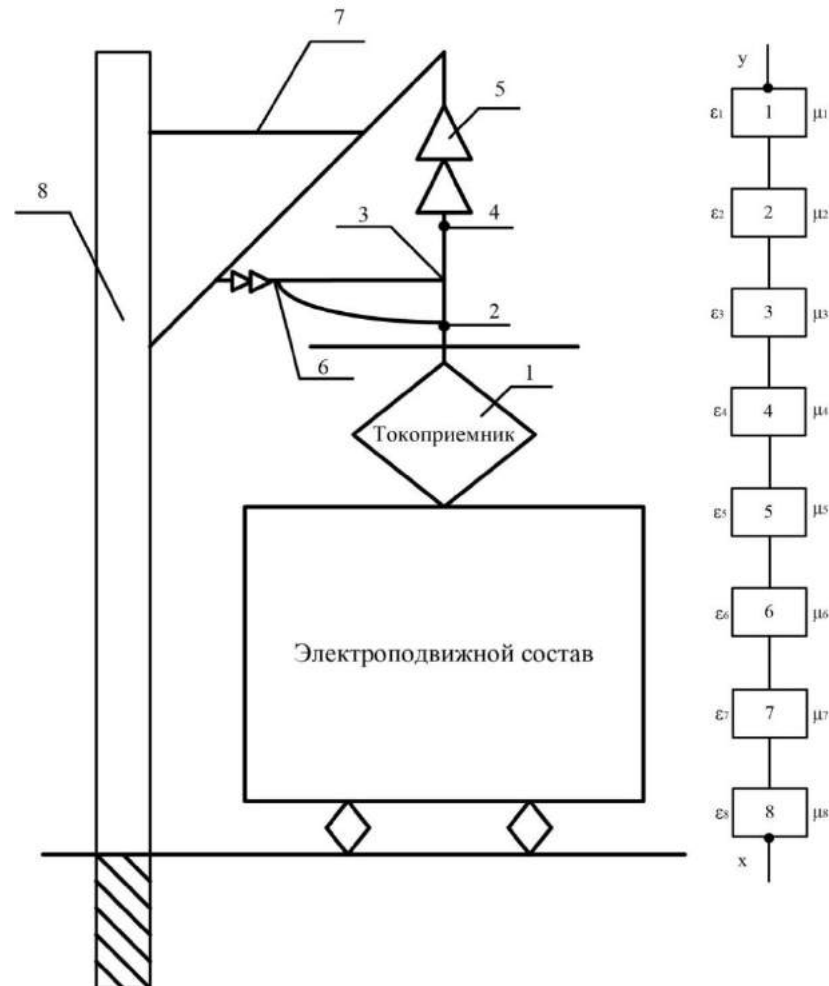 7
5
8
3
4
2
6
1
Токоприемник
Электроподвижной состав
y
ε₁ 1 μ₁
ε₂ 2 μ₂
ε₃ 3 μ₃
ε₄ 4 μ₄
ε₅ 5 μ₅
ε₆ 6 μ₆
ε₇ 7 μ₇
ε₈ 8 μ₈
x